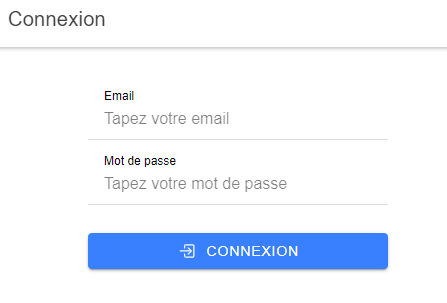 Connexion
Email
Tapez votre email
Mot de passe
Tapez votre mot de passe
CONNEXION